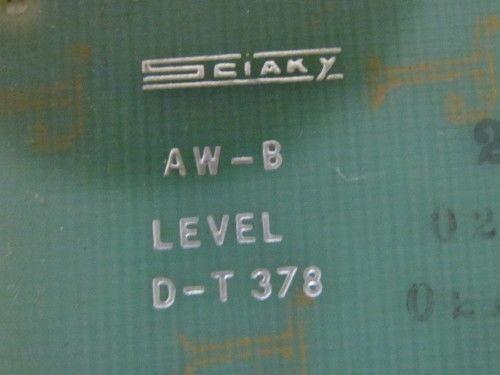 SCIAKY
AW-B
LEVEL
D-T 378